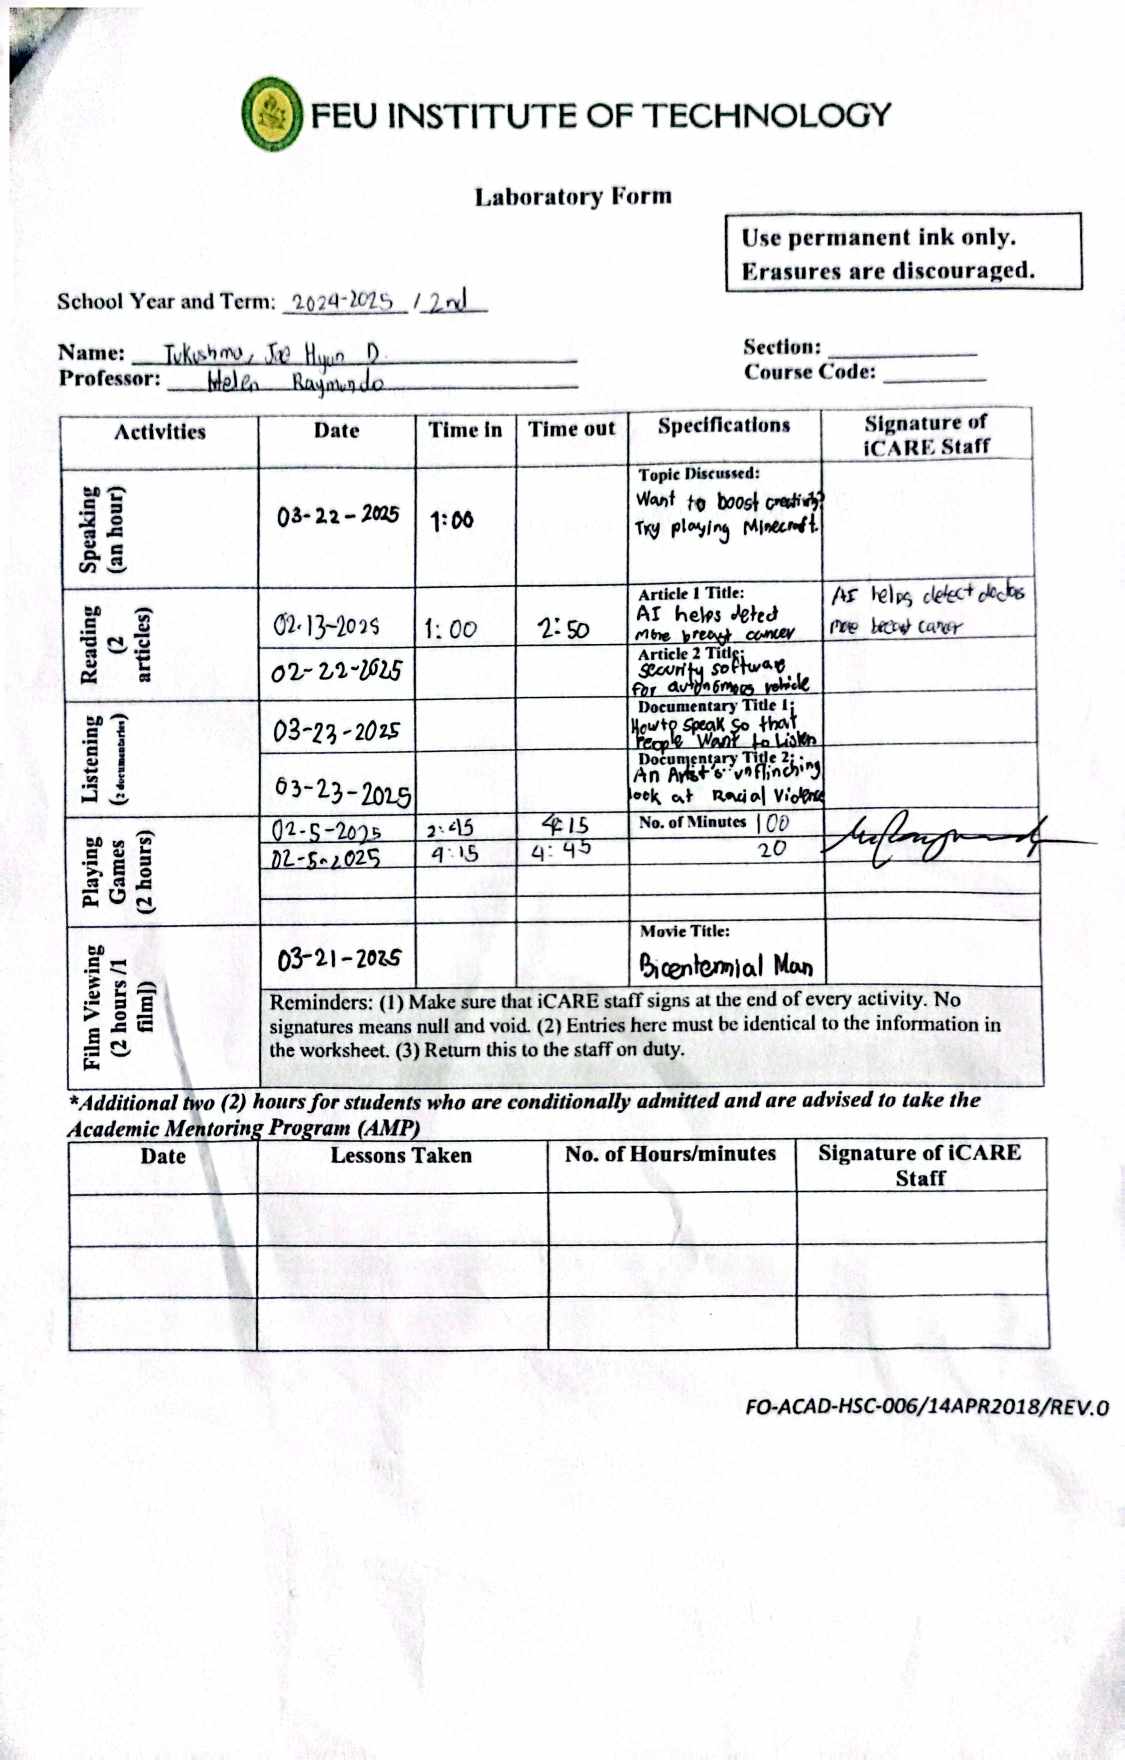 FEU INSTITUTE OF TECHNOLOGY
Laboratory Form
Use permanent ink only.
Erasures are discouraged.
School Year and Term: 2024-2025 / 2nd
Name: Jae Hyun D.
Section:
Professor: Helen Raymundo
Course Code:
Activities Date Time in Time out Specifications Signature of iCARE Staff
Speaking (an hour)
03-22-2025 1:00
Topic Discussed:
Want to boost creativity?
Try playing Minecraft.
Reading (2 articles)
02-13-2025 1:00 2:50
Article 1 Title:
AI helps detect
more breast cancer
AI helps detect doctors
more breast cancer
02-22-2025
Article 2 Title:
security software
for autonomous vehicle
Listening (2 documentaries)
03-23-2025
Documentary Title 1:
How to Speak so that
People Want to Listen
03-23-2025
Documentary Title 2:
An Artist's unflinching
look at Racial Violence
Playing Games (2 hours)
02-5-2025 2:45 4:15 No. of Minutes 100
02-5-2025 4:15 4:45 20
Film Viewing (2 hours /1 film])
03-21-2025
Movie Title:
Bicentennial Man
Reminders: (1) Make sure that iCARE staff signs at the end of every activity. No
signatures means null and void. (2) Entries here must be identical to the information in
the worksheet. (3) Return this to the staff on duty.
*Additional two (2) hours for students who are conditionally admitted and are advised to take the
Academic Mentoring Program (AMP)
Date Lessons Taken No. of Hours/minutes Signature of iCARE Staff
FO-ACAD-HSC-006/14APR2018/REV.0